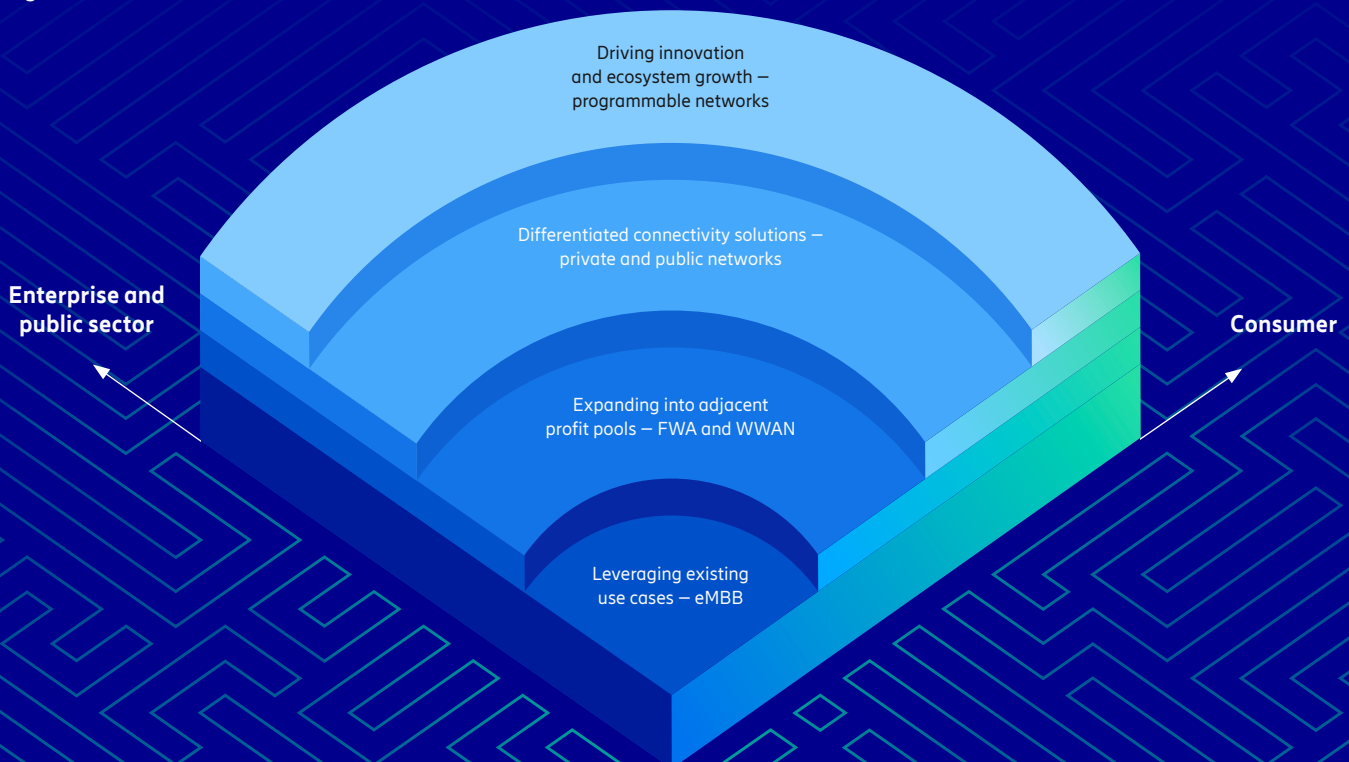 Driving innovation
and ecosystem growth –
programmable networks
Differentiated connectivity solutions –
private and public networks
Enterprise and
public sector
Consumer
Expanding into adjacent
profit pools – FWA and WWAN
Leveraging existing
use cases – eMBB